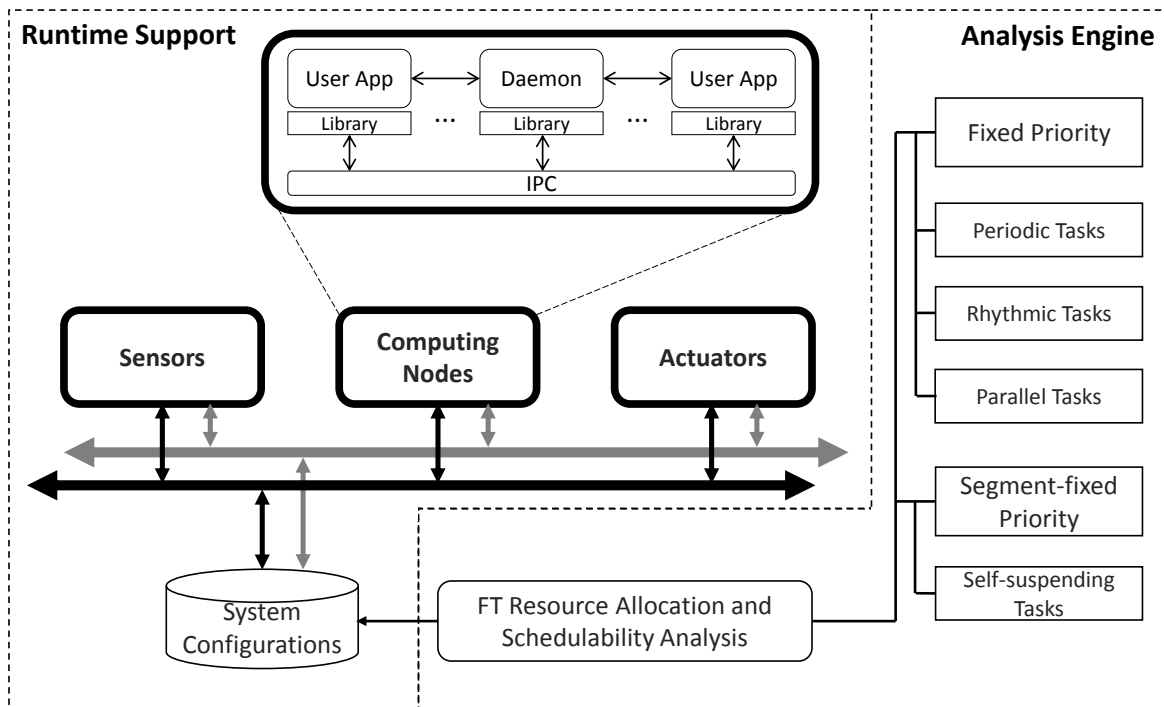 Runtime Support
Analysis Engine
User App
Daemon
User App
Library
...
Library
...
Library
IPC
Sensors
Computing
Nodes
Actuators
System
Configurations
FT Resource Allocation and
Schedulability Analysis
Fixed Priority
Periodic Tasks
Rhythmic Tasks
Parallel Tasks
Segment-fixed
Priority
Self-suspending
Tasks